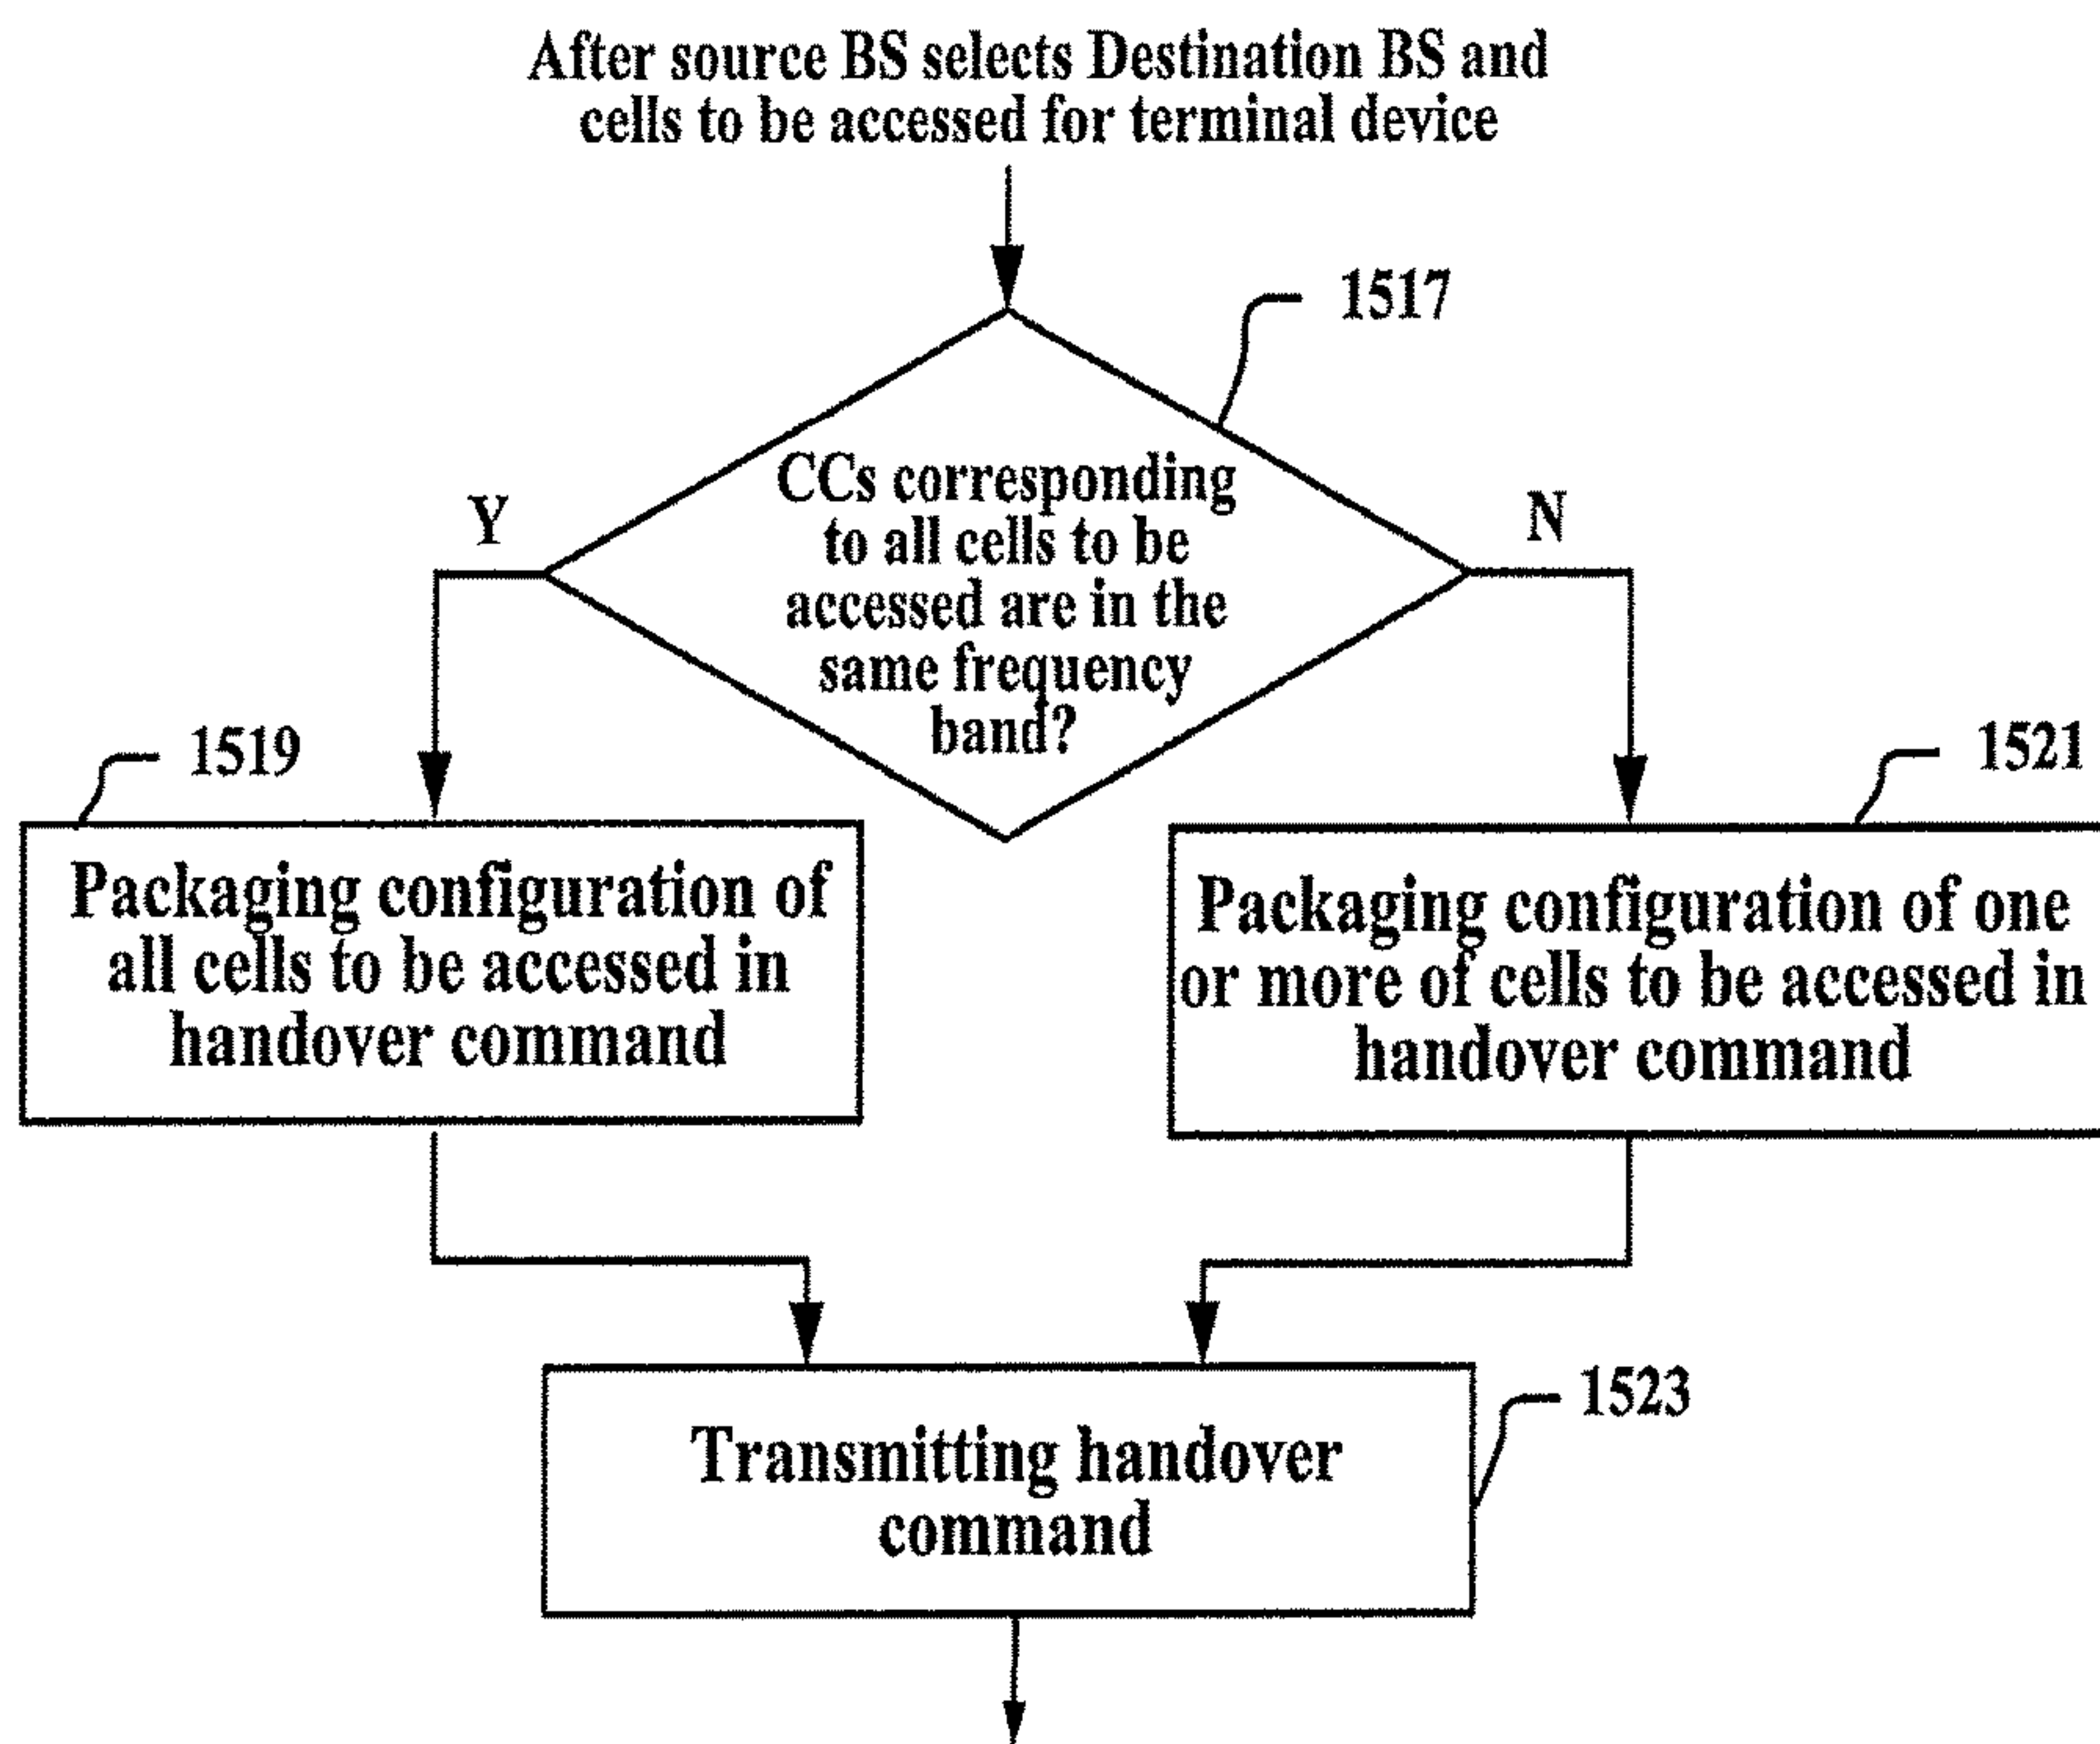 After source BS selects Destination BS and
cells to be accessed for terminal device
1517
CCs corresponding
to all cells to be
accessed are in the
same frequency
band?
Y
N
1519
Packaging configuration of
all cells to be accessed in
handover command
1521
Packaging configuration of one
or more of cells to be accessed in
handover command
1523
Transmitting handover
command